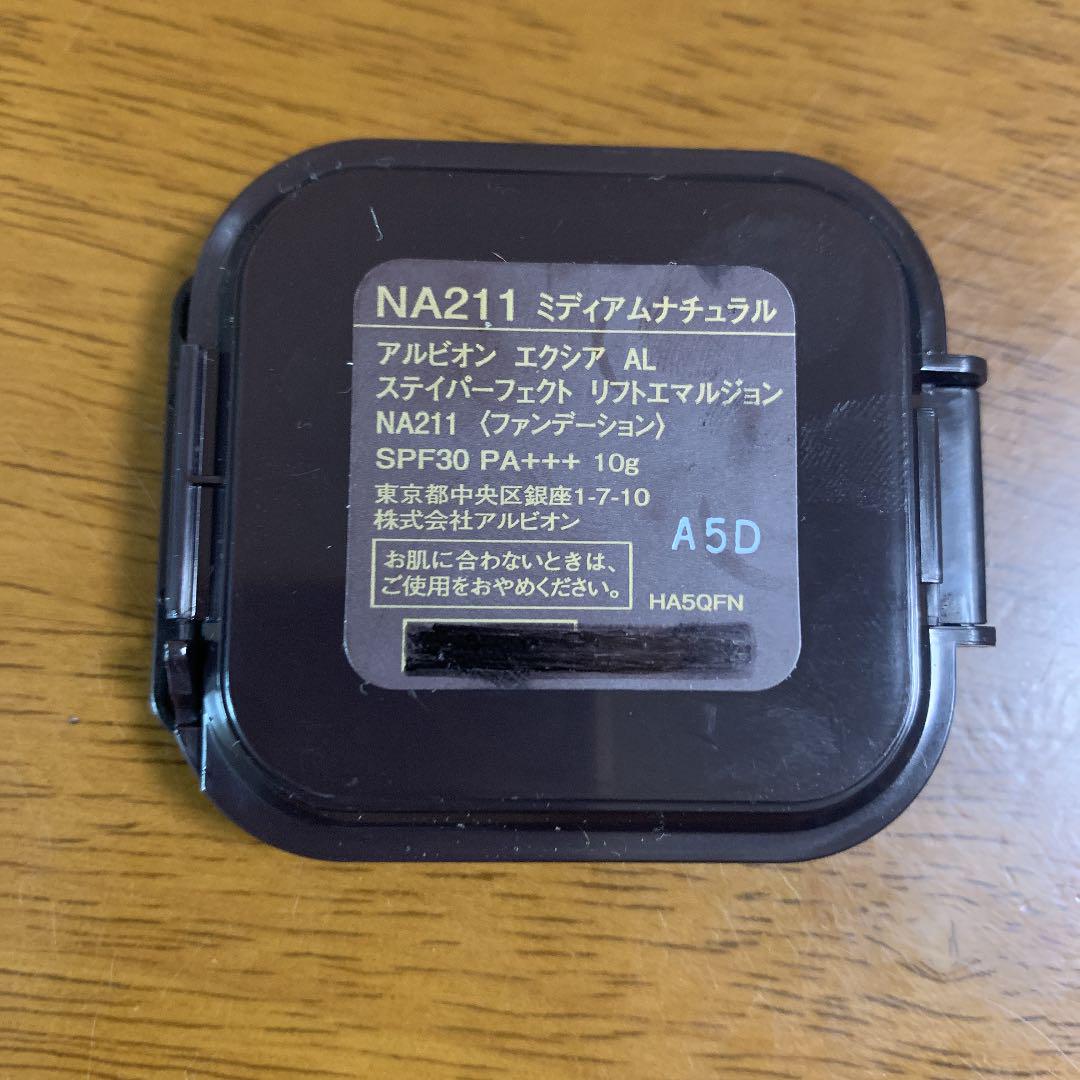 NA211 ミディアムナチュラル
アルビオン エクシア AL
ステイパーフェクト リフトエマルジョン
NA211 〈ファンデーション〉
SPF30 PA+++ 10g
東京都中央区銀座1-7-10
株式会社アルビオン
A5D
お肌に合わないときは、
ご使用をおやめください。
HA5QFN